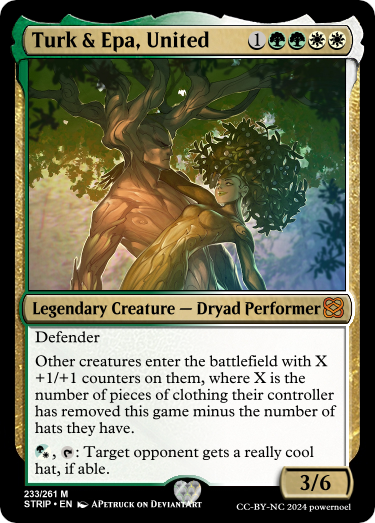 Turk & Epa, United 1
Legendary Creature — Dryad Performer
Defender
Other creatures enter the battlefield with X
+1/+1 counters on them, where X is the
number of pieces of clothing their controller
has removed this game minus the number of
hats they have.
, : Target opponent gets a really cool
hat, if able.
3/6
233/261 M
STRIP • EN APetruck on DeviantArt
CC-BY-NC 2024 powernoel